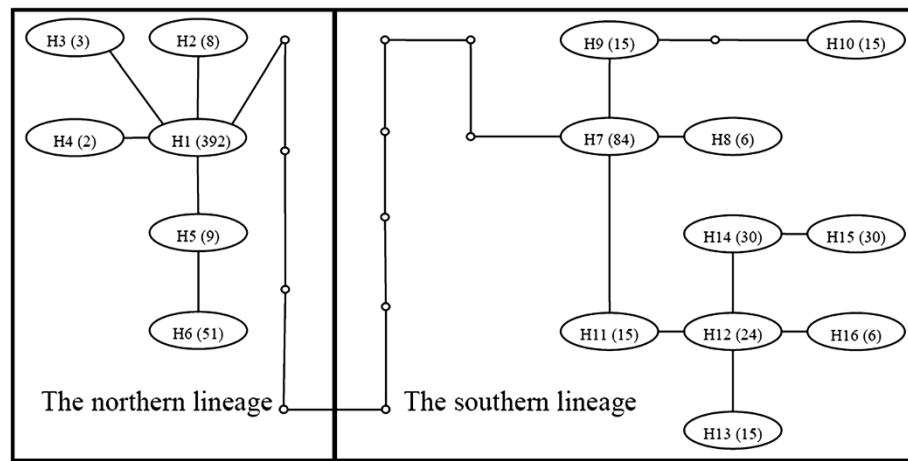 H3 (3)
H2 (8)
H9 (15)
H10 (15)
H4 (2)
H1 (392)
H7 (84)
H8 (6)
H5 (9)
H14 (30)
H15 (30)
H6 (51)
H11 (15)
H12 (24)
H16 (6)
The northern lineage
The southern lineage
H13 (15)